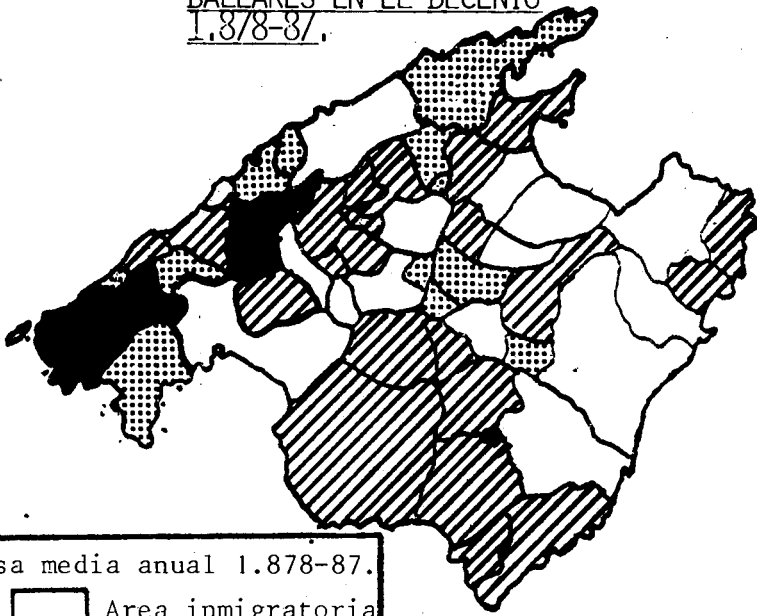 BALEARES EN EL DECENIO
1.878-87.
sa media anual 1.878-87.
Area inmigratoria